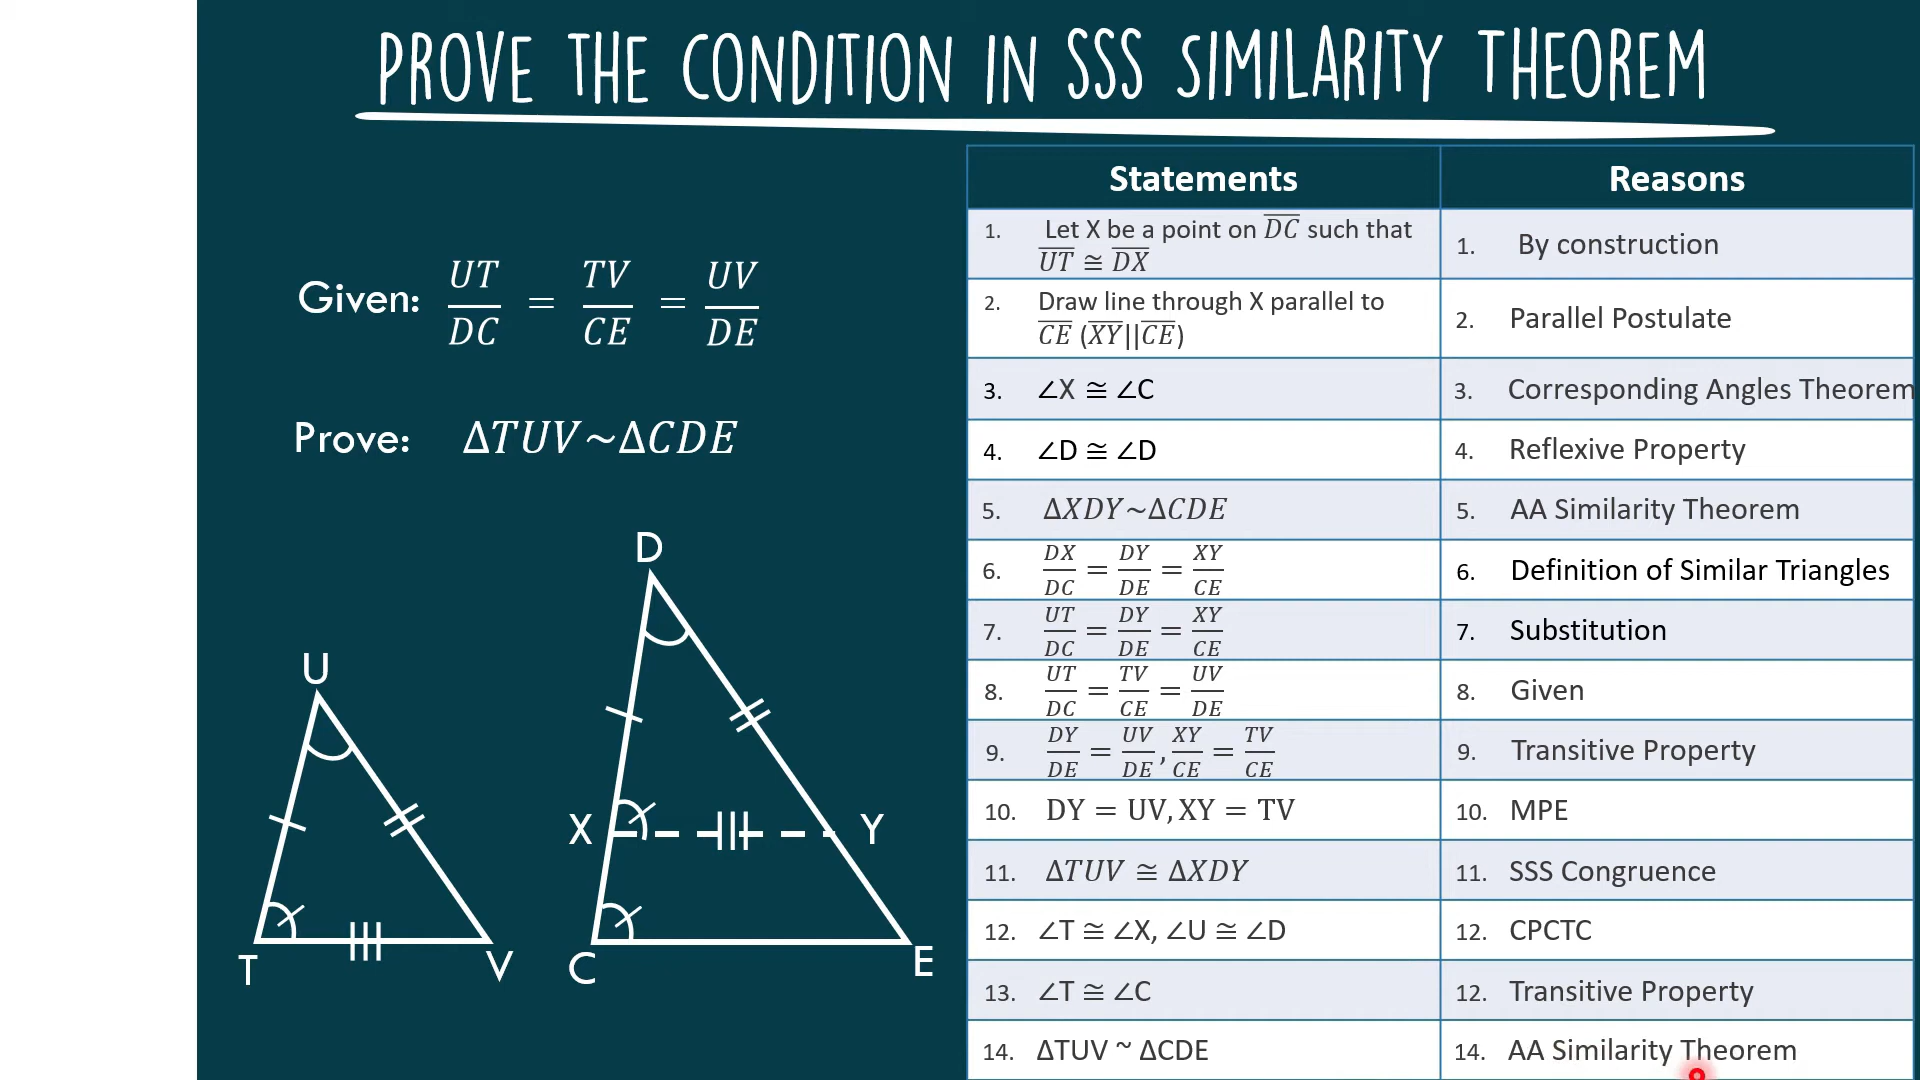 PROVE THE CONDITION IN SSS SIMILARITY THEOREM
Given: UT/DC = TV/CE = UV/DE
Prove: ΔTUV~ΔCDE
U
T
V
D
X
Y
C
E
Statements Reasons
1. Let X be a point on D̅C̅ such that
U̅T̅ ≅ D̅X̅
1. By construction
2. Draw line through X parallel to
C̅E̅ (X̅Y̅||C̅E̅)
2. Parallel Postulate
3. ∠X ≅ ∠C 3. Corresponding Angles Theorem
4. ∠D ≅ ∠D 4. Reflexive Property
5. ΔXDY~ΔCDE 5. AA Similarity Theorem
6. DX/DC = DY/DE = XY/CE 6. Definition of Similar Triangles
7. UT/DC = DY/DE = XY/CE 7. Substitution
8. UT/DC = TV/CE = UV/DE 8. Given
9. DY/DE = UV/DE, XY/CE = TV/CE 9. Transitive Property
10. DY = UV, XY = TV 10. MPE
11. ΔTUV ≅ ΔXDY 11. SSS Congruence
12. ∠T ≅ ∠X, ∠U ≅ ∠D 12. CPCTC
13. ∠T ≅ ∠C 12. Transitive Property
14. ΔTUV ~ ΔCDE 14. AA Similarity Theorem